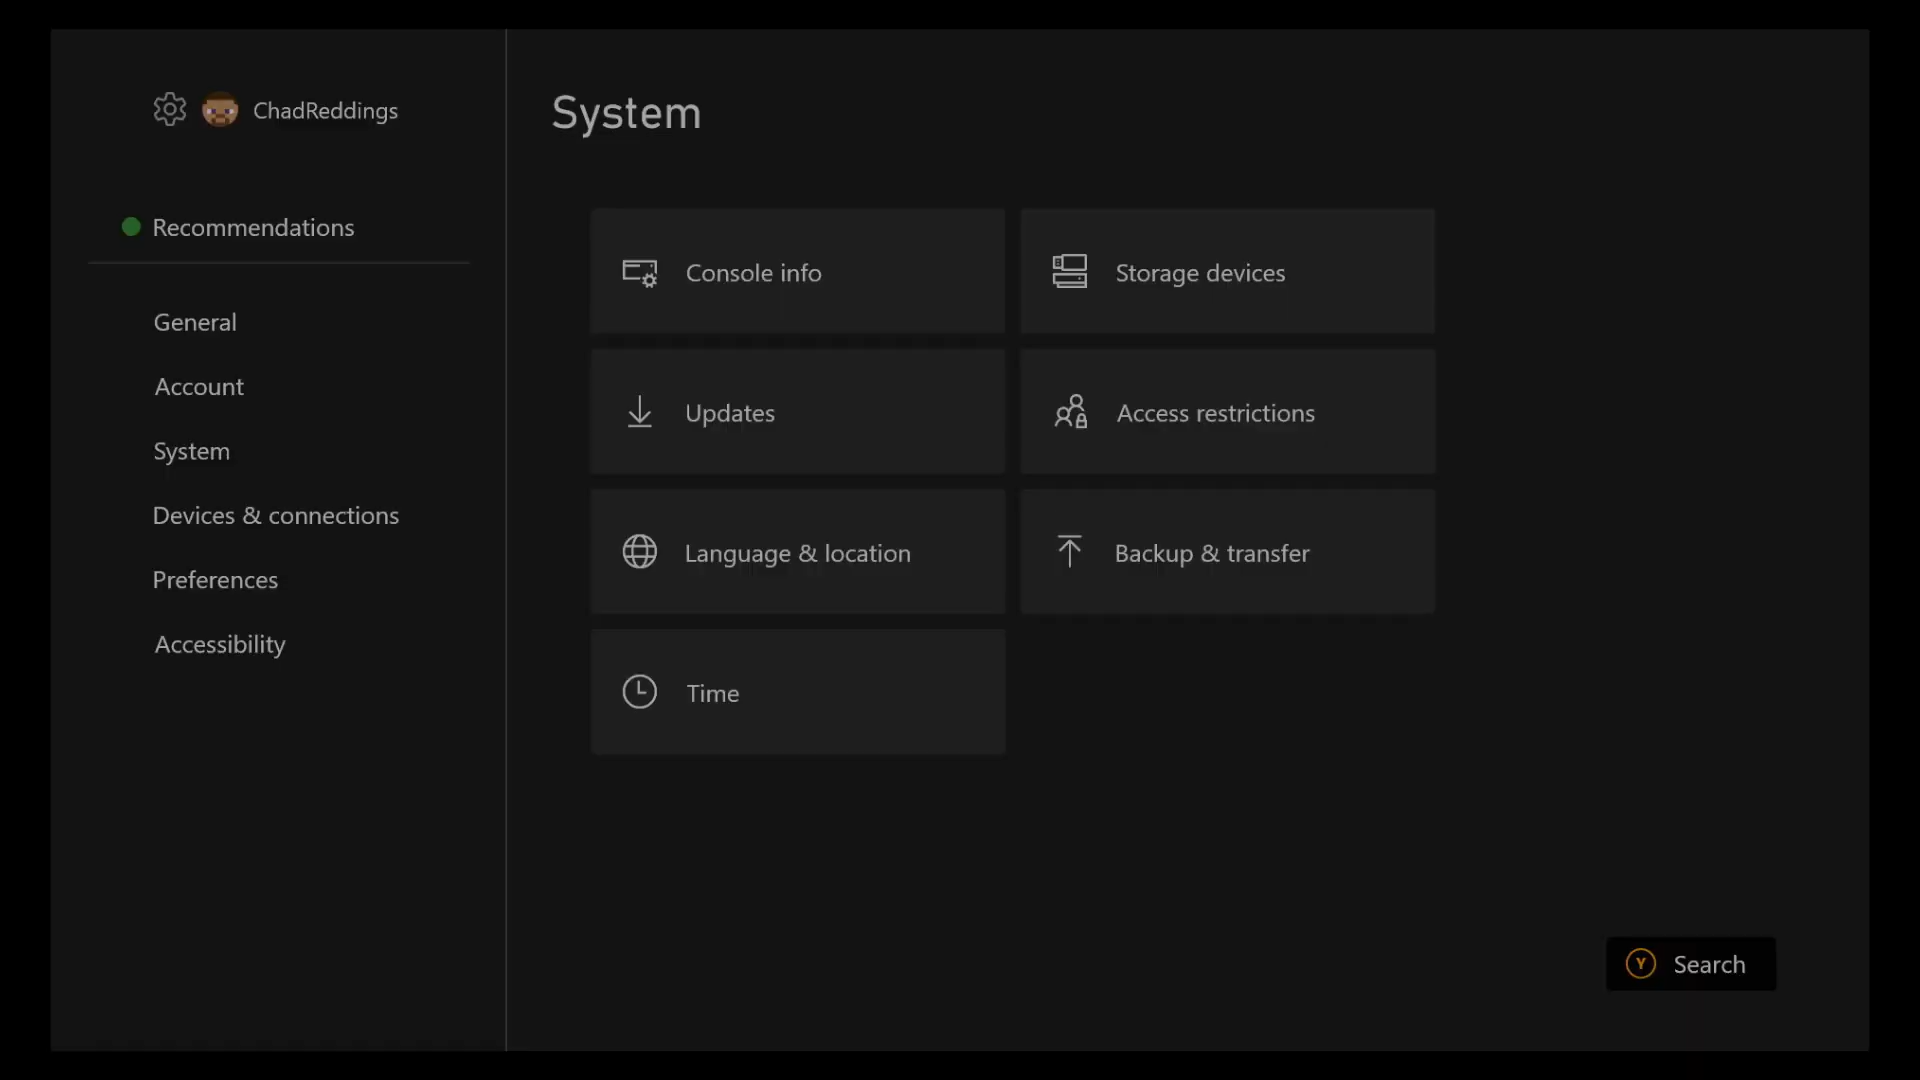 ChadReddings
Recommendations
General
Account
System
Devices & connections
Preferences
Accessibility
System
Console info
Storage devices
Updates
Access restrictions
Language & location
Backup & transfer
Time
Y Search